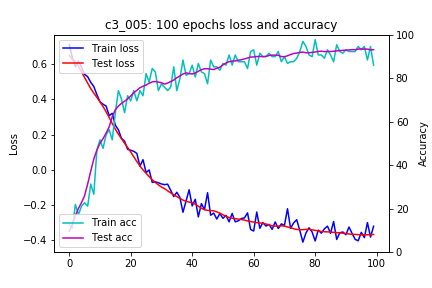 c3_005: 100 epochs loss and accuracy
Train loss
Test loss
Train acc
Test acc
Loss
0.6
0.4
0.2
0.0
−0.2
−0.4
Accuracy
100
80
60
40
20
0
0 20 40 60 80 100